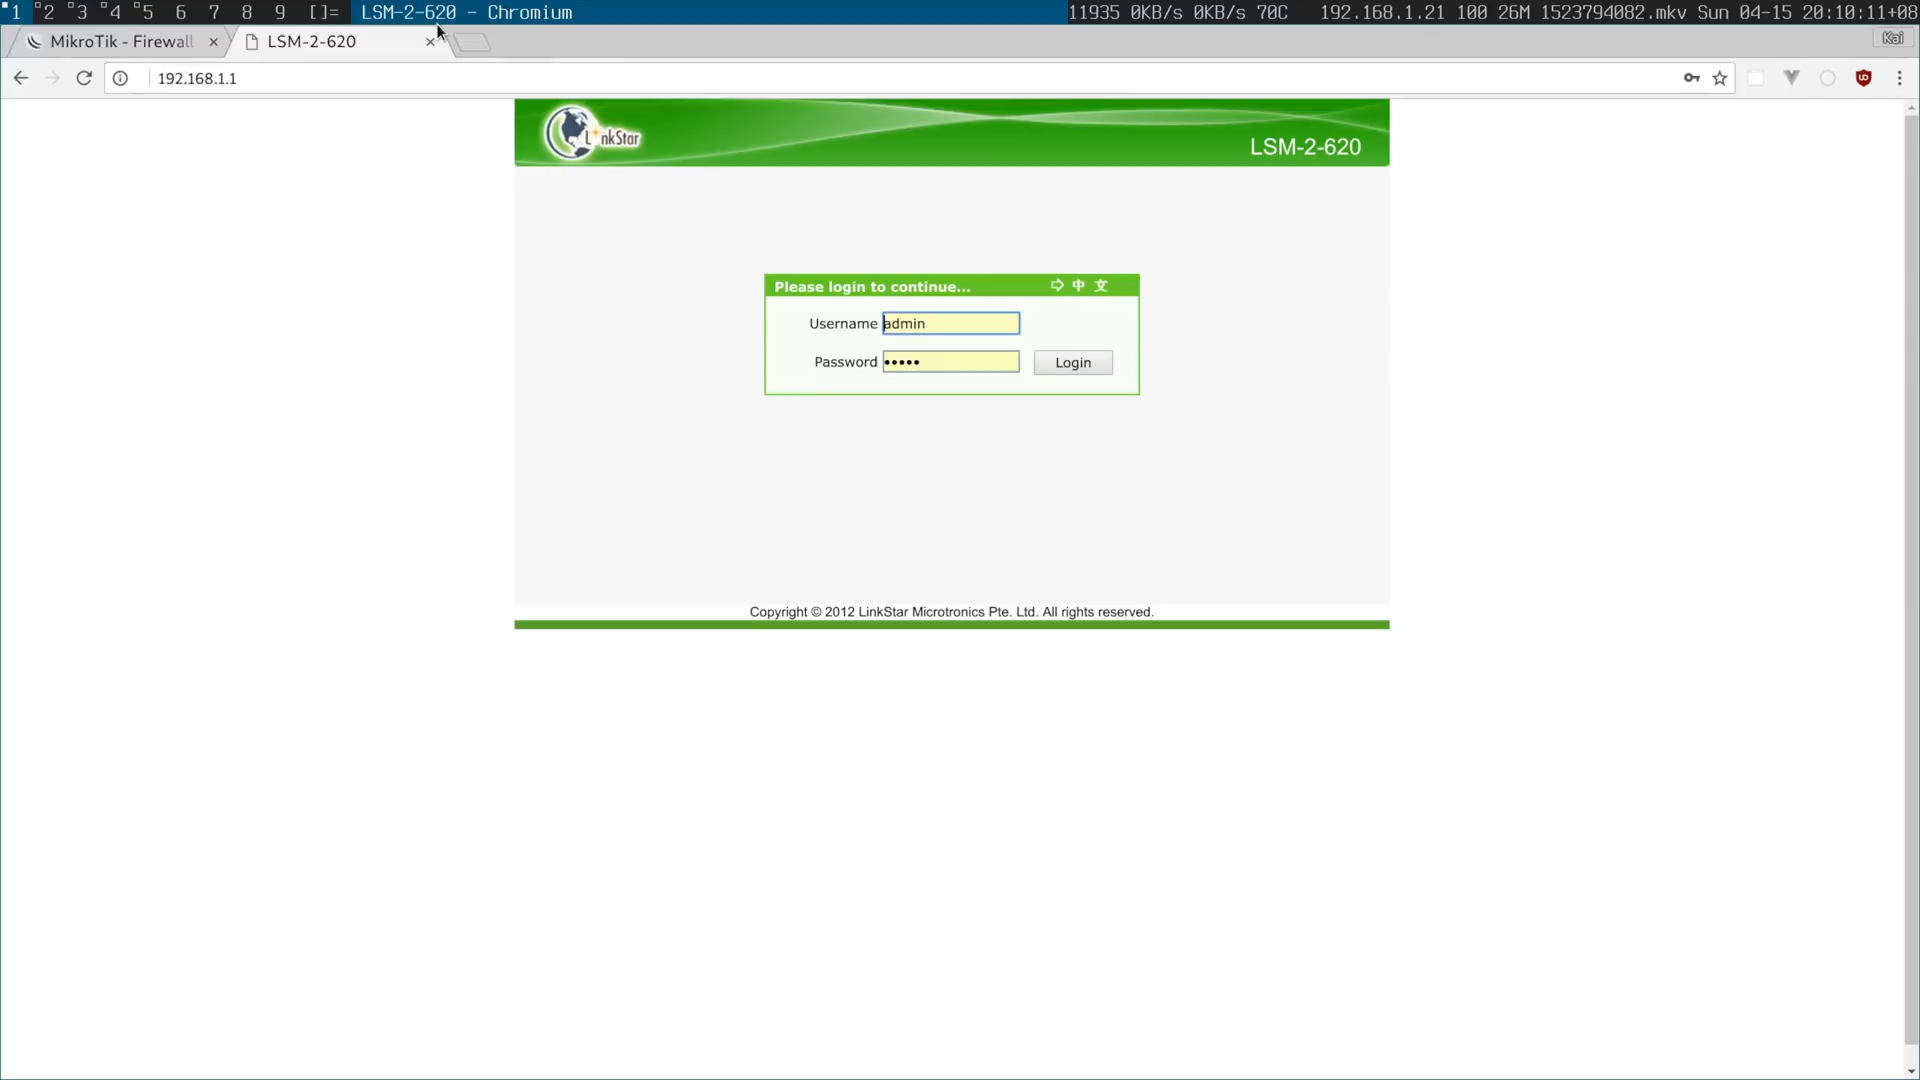 1 2 3 4 5 6 7 8 9 []= LSM-2-620 - Chromium 11935 0KB/s 0KB/s 70C 192.168.1.21 100 26M 1523794082.mkv Sun 04-15 20:10:11+08
MikroTik - Firewall LSM-2-620 Kai
192.168.1.1
LinkStar
LSM-2-620
Please login to continue... 中 文
Username admin
Password ••••• Login
Copyright © 2012 LinkStar Microtronics Pte. Ltd. All rights reserved.